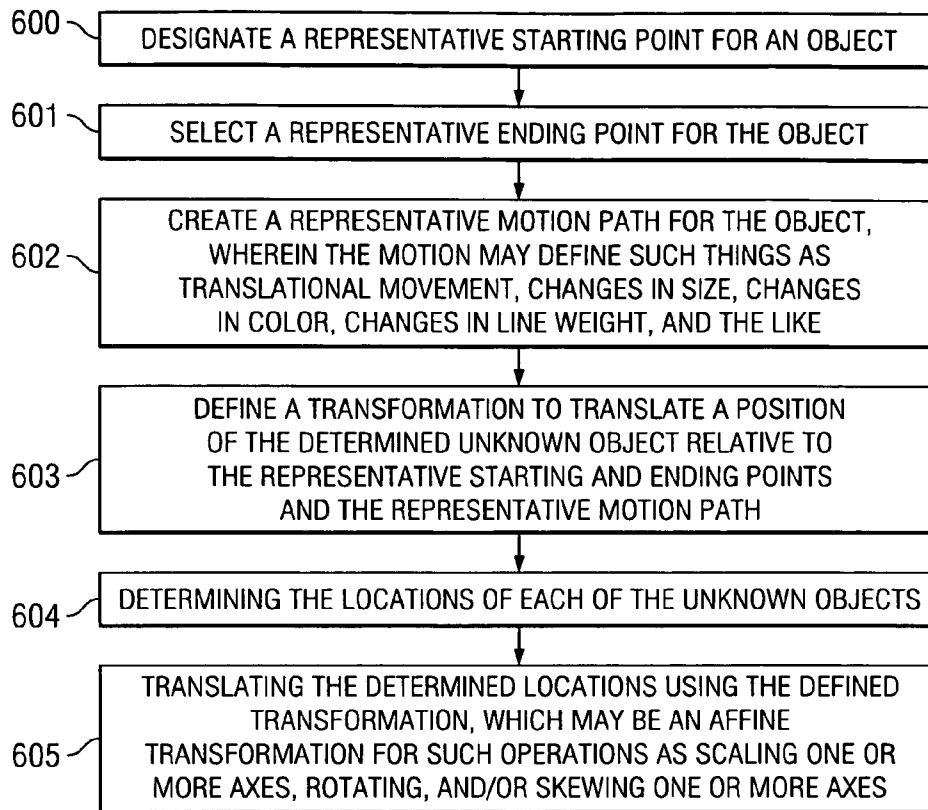 600
DESIGNATE A REPRESENTATIVE STARTING POINT FOR AN OBJECT
601
SELECT A REPRESENTATIVE ENDING POINT FOR THE OBJECT
602
CREATE A REPRESENTATIVE MOTION PATH FOR THE OBJECT,
WHEREIN THE MOTION MAY DEFINE SUCH THINGS AS
TRANSLATIONAL MOVEMENT, CHANGES IN SIZE, CHANGES
IN COLOR, CHANGES IN LINE WEIGHT, AND THE LIKE
603
DEFINE A TRANSFORMATION TO TRANSLATE A POSITION
OF THE DETERMINED UNKNOWN OBJECT RELATIVE TO
THE REPRESENTATIVE STARTING AND ENDING POINTS
AND THE REPRESENTATIVE MOTION PATH
604
DETERMINING THE LOCATIONS OF EACH OF THE UNKNOWN OBJECTS
605
TRANSLATING THE DETERMINED LOCATIONS USING THE DEFINED
TRANSFORMATION, WHICH MAY BE AN AFFINE
TRANSFORMATION FOR SUCH OPERATIONS AS SCALING ONE OR
MORE AXES, ROTATING, AND/OR SKEWING ONE OR MORE AXES